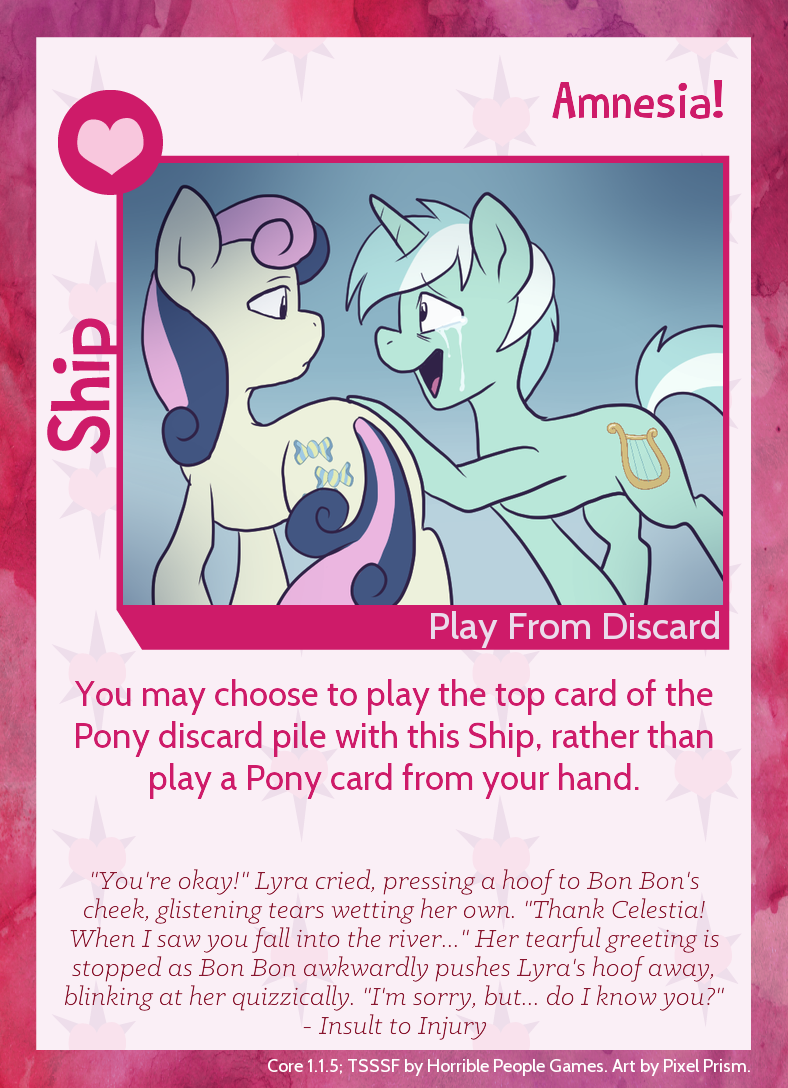 Amnesia!
Ship
Play From Discard
You may choose to play the top card of the
Pony discard pile with this Ship, rather than
play a Pony card from your hand.
"You're okay!" Lyra cried, pressing a hoof to Bon Bon's
cheek, glistening tears wetting her own. "Thank Celestia!
When I saw you fall into the river..." Her tearful greeting is
stopped as Bon Bon awkwardly pushes Lyra's hoof away,
blinking at her quizzically. "I'm sorry, but... do I know you?"
- Insult to Injury
Core 1.1.5; TSSSF by Horrible People Games. Art by Pixel Prism.